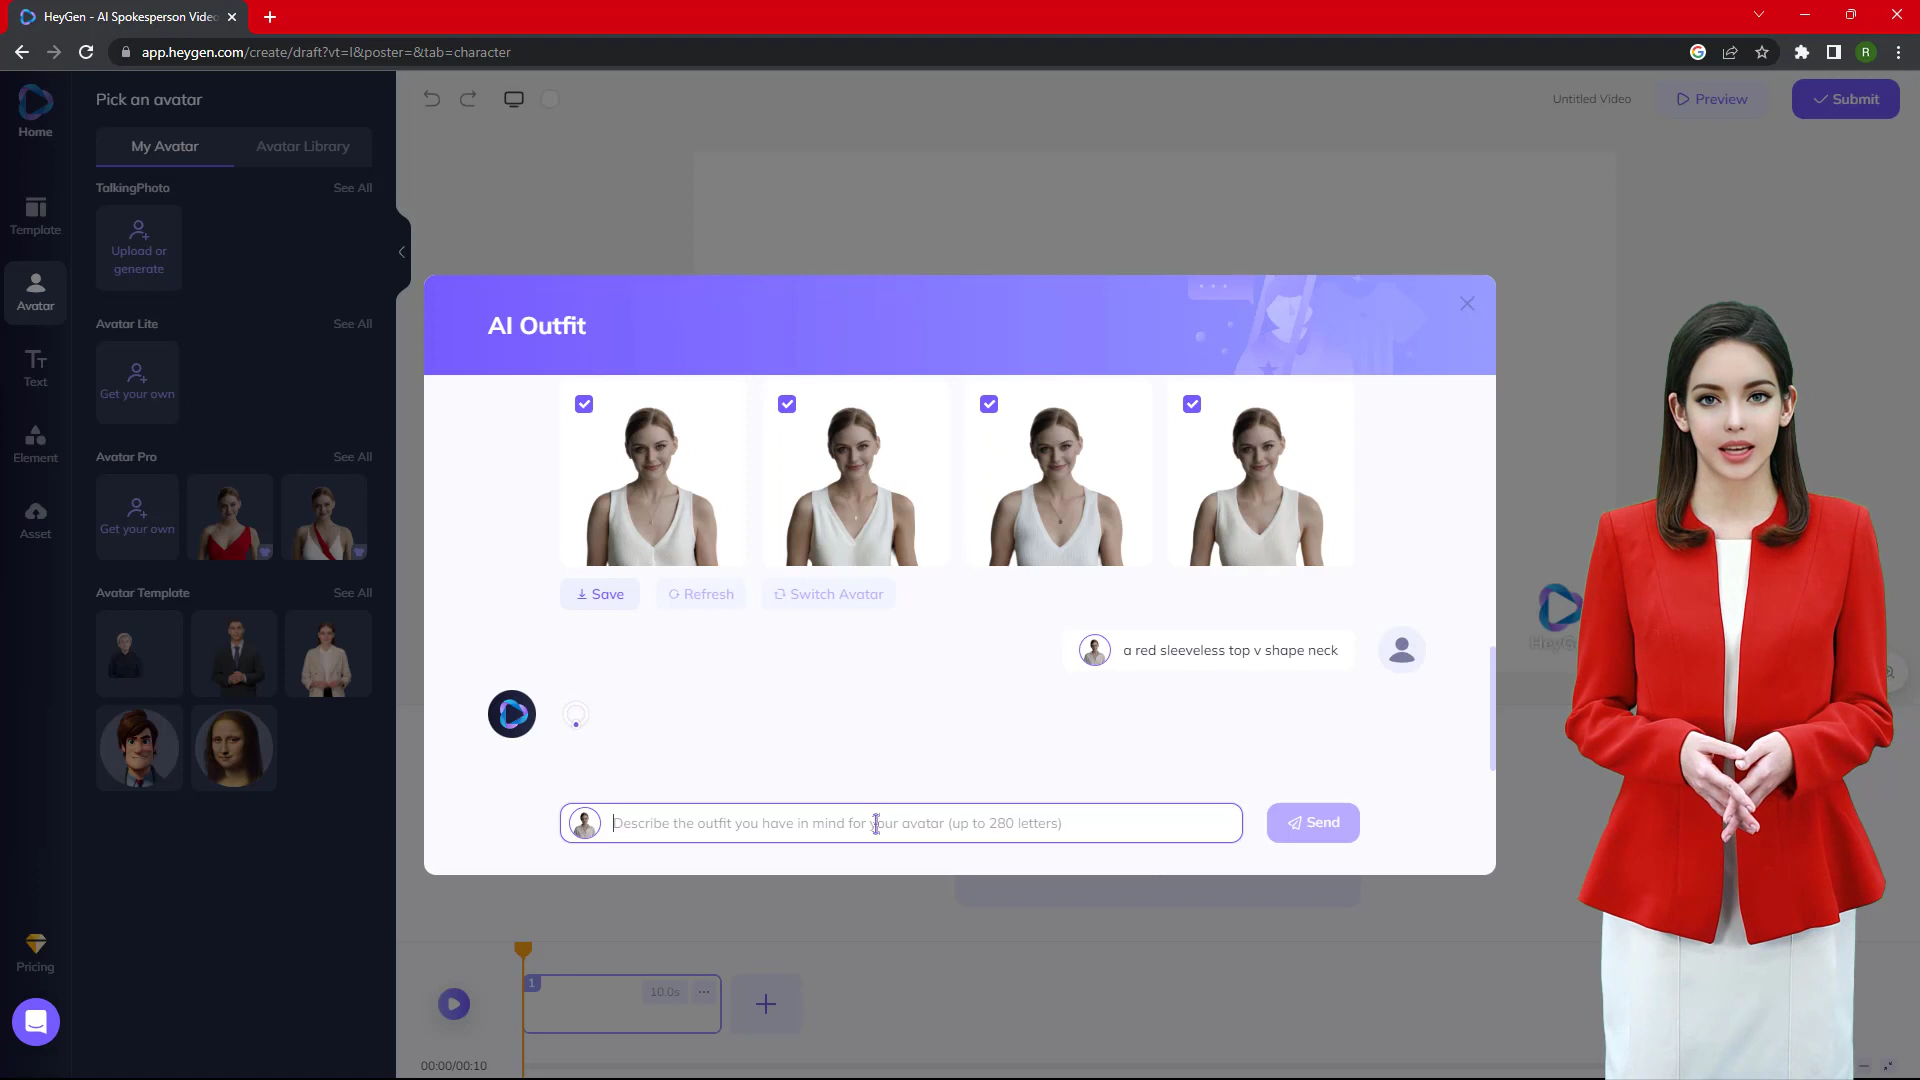 HeyGen - AI Spokesperson Video
app.heygen.com/create/draft?vt=l&poster=&tab=character
R
Home
Template
Avatar
Text
Element
Asset
Pricing
Pick an avatar
My Avatar
Avatar Library
TalkingPhoto
See All
Upload or
generate
Avatar Lite
See All
Get your own
Avatar Pro
See All
Get your own
Avatar Template
See All
Untitled Video
Preview
Submit
AI Outfit
Save
Refresh
Switch Avatar
a red sleeveless top v shape neck
Describe the outfit you have in mind for your avatar (up to 280 letters)
Send
1
10.0s
00:00/00:10